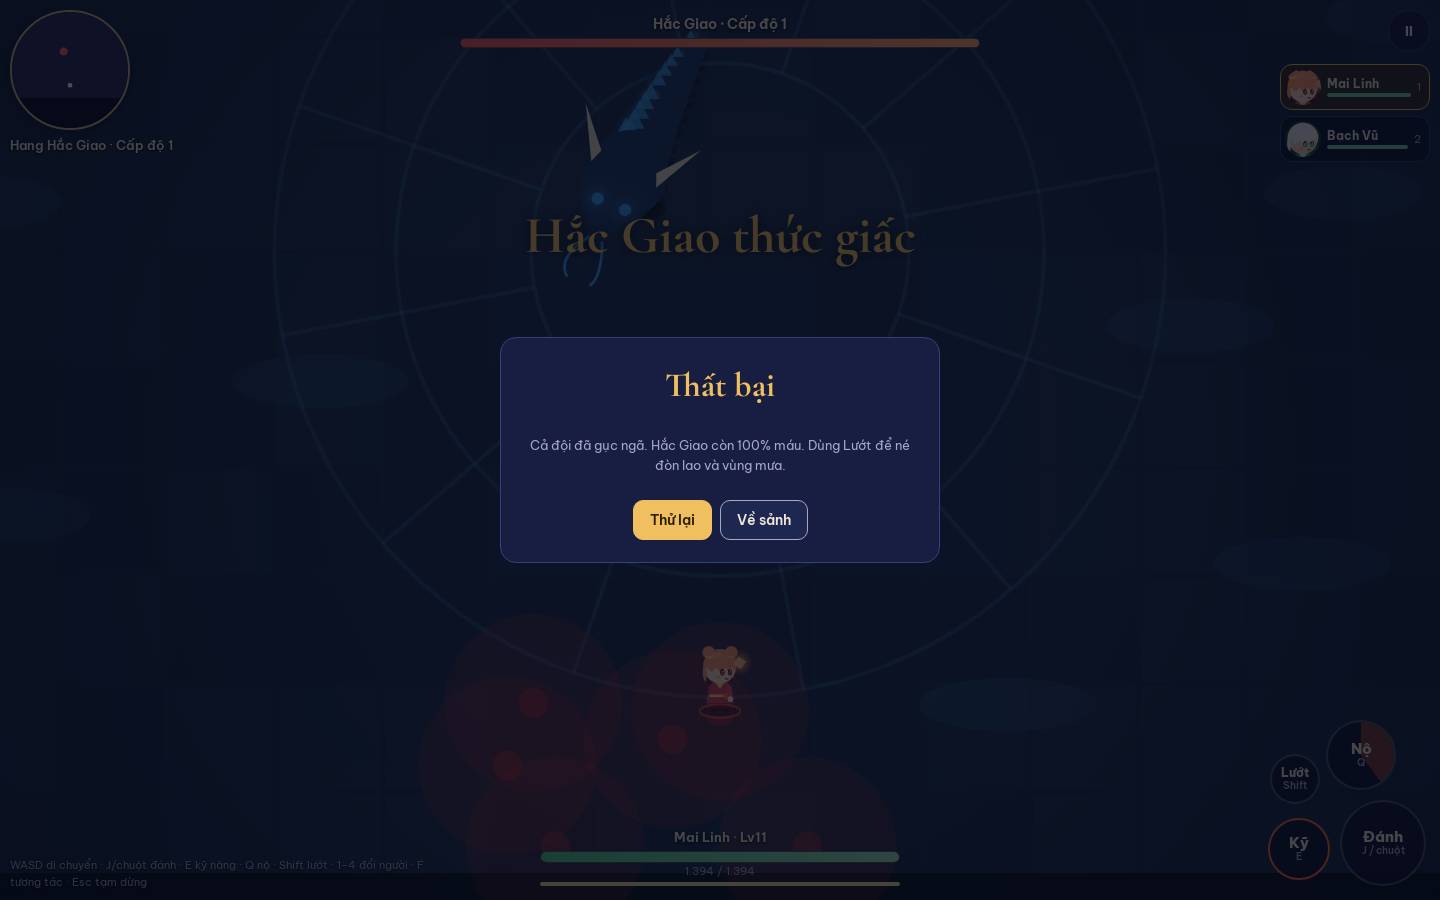 Hắc Giao · Cấp độ 1
Hang Hắc Giao · Cấp độ 1
Mai Linh
1
Bạch Vũ
2
Hắc Giao thức giấc
Thất bại
Cả đội đã gục ngã. Hắc Giao còn 100% máu. Dùng Lướt để né
đòn lao và vùng mưa.
Thử lại
Về sảnh
Nộ
Q
Lướt
Shift
Kỹ
E
Đánh
J / chuột
Mai Linh · Lv11
1.394 / 1.394
WASD di chuyển · J/chuột đánh · E kỹ năng · Q nộ · Shift lướt · 1–4 đổi người · F
tương tác · Esc tạm dừng